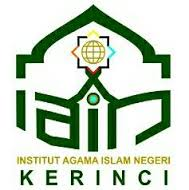 iain
INSTITUT AGAMA ISLAM NEGERI
KERINCI